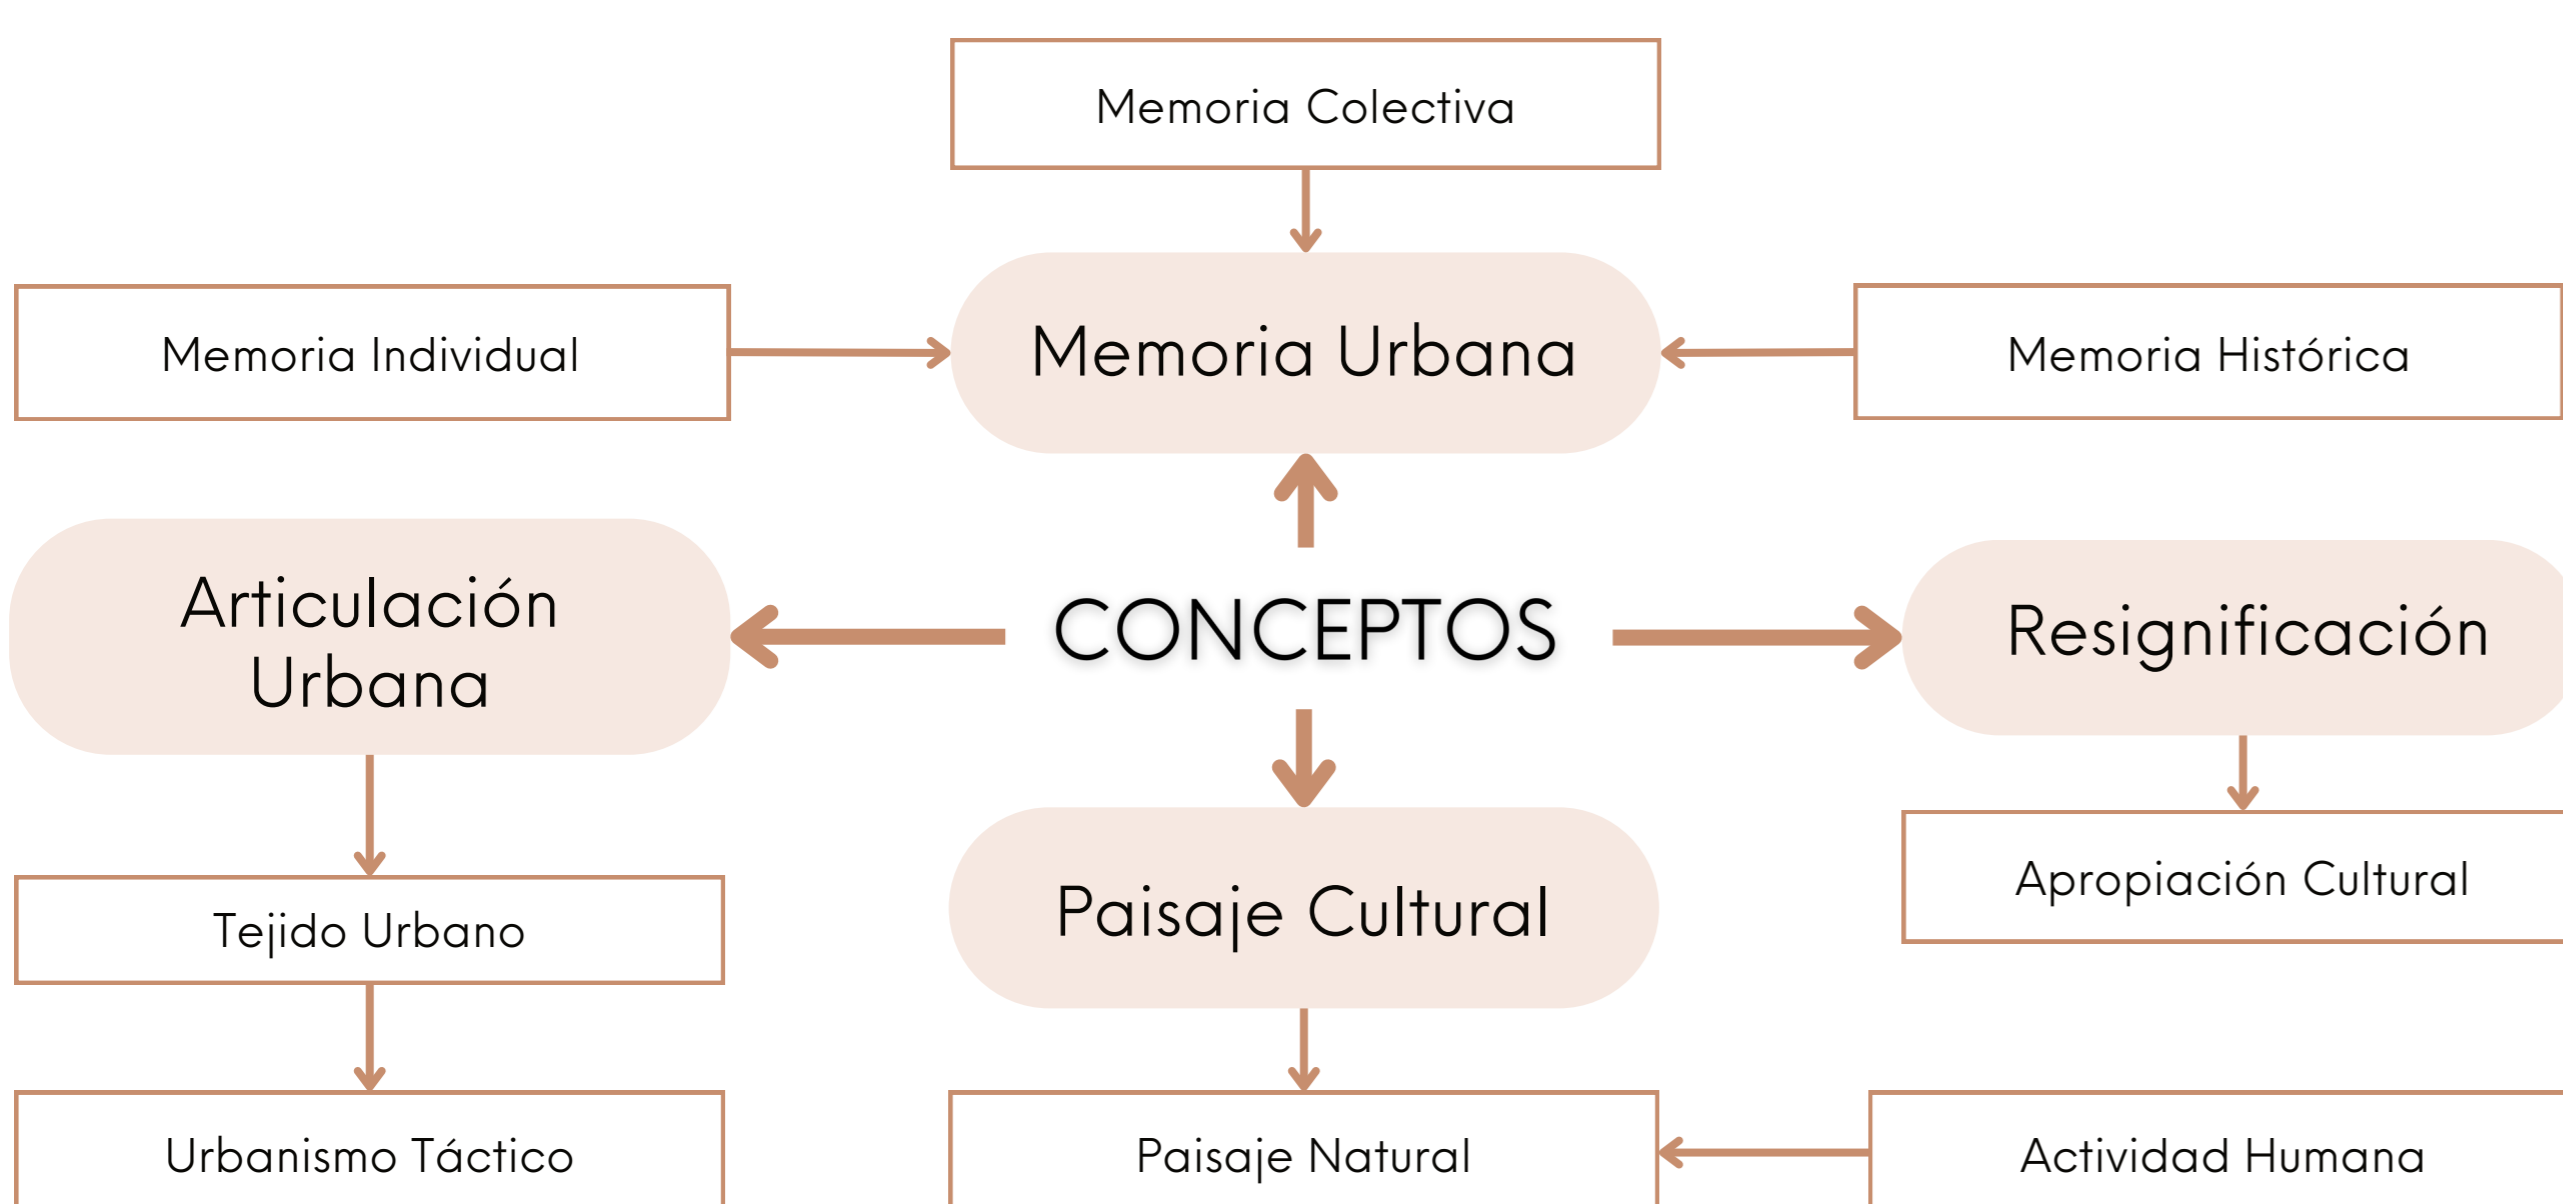 Memoria Colectiva
Memoria Individual
Memoria Urbana
Memoria Histórica
Articulación
Urbana
CONCEPTOS
Resignificación
Tejido Urbano
Paisaje Cultural
Apropiación Cultural
Urbanismo Táctico
Paisaje Natural
Actividad Humana